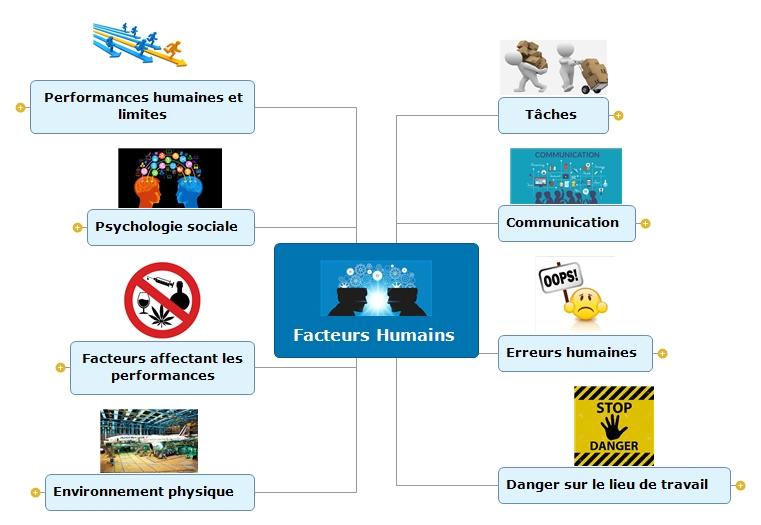 Performances humaines et
limites
Psychologie sociale
Facteurs affectant les
performances
Environnement physique
Facteurs Humains
Tâches
COMMUNICATION
Communication
OOPS!
Erreurs humaines
STOP
DANGER
Danger sur le lieu de travail